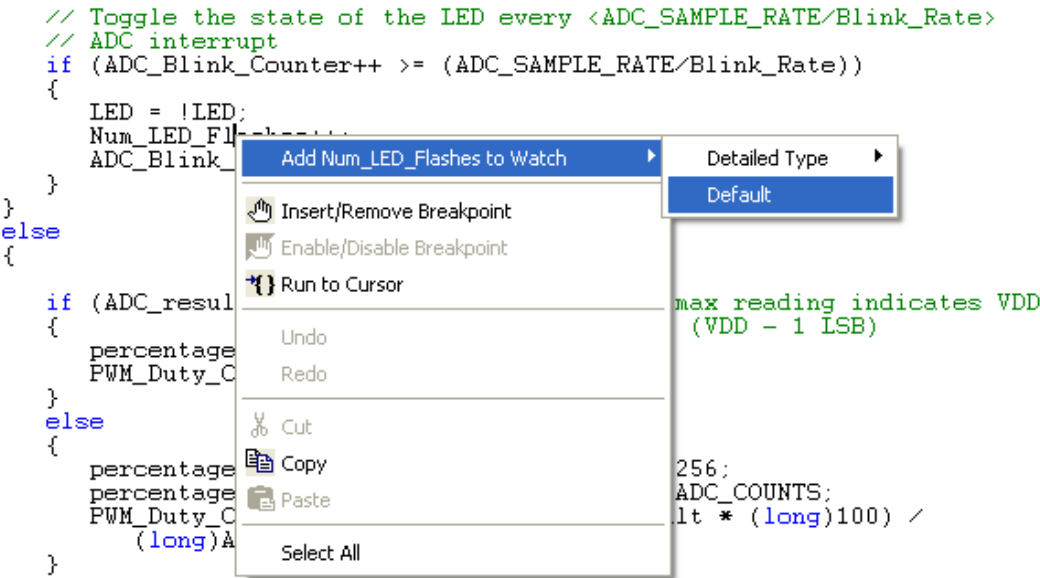 // Toggle the state of the LED every <ADC_SAMPLE_RATE/Blink_Rate>
// ADC interrupt
if (ADC_Blink_Counter++ >= (ADC_SAMPLE_RATE/Blink_Rate))
{
LED = !LED;
Num_LED_Flashes++;
ADC_Blink_
}
}
else
{
if (ADC_resul max reading indicates VDD
{ (VDD - 1 LSB)
percentage
PWM_Duty_C
}
else
{
percentage 256;
percentage ADC_COUNTS;
PWM_Duty_C lt * (long)100) /
(long)A
}
Add Num_LED_Flashes to Watch
Insert/Remove Breakpoint
Enable/Disable Breakpoint
Run to Cursor
Undo
Redo
Cut
Copy
Paste
Select All
Detailed Type
Default